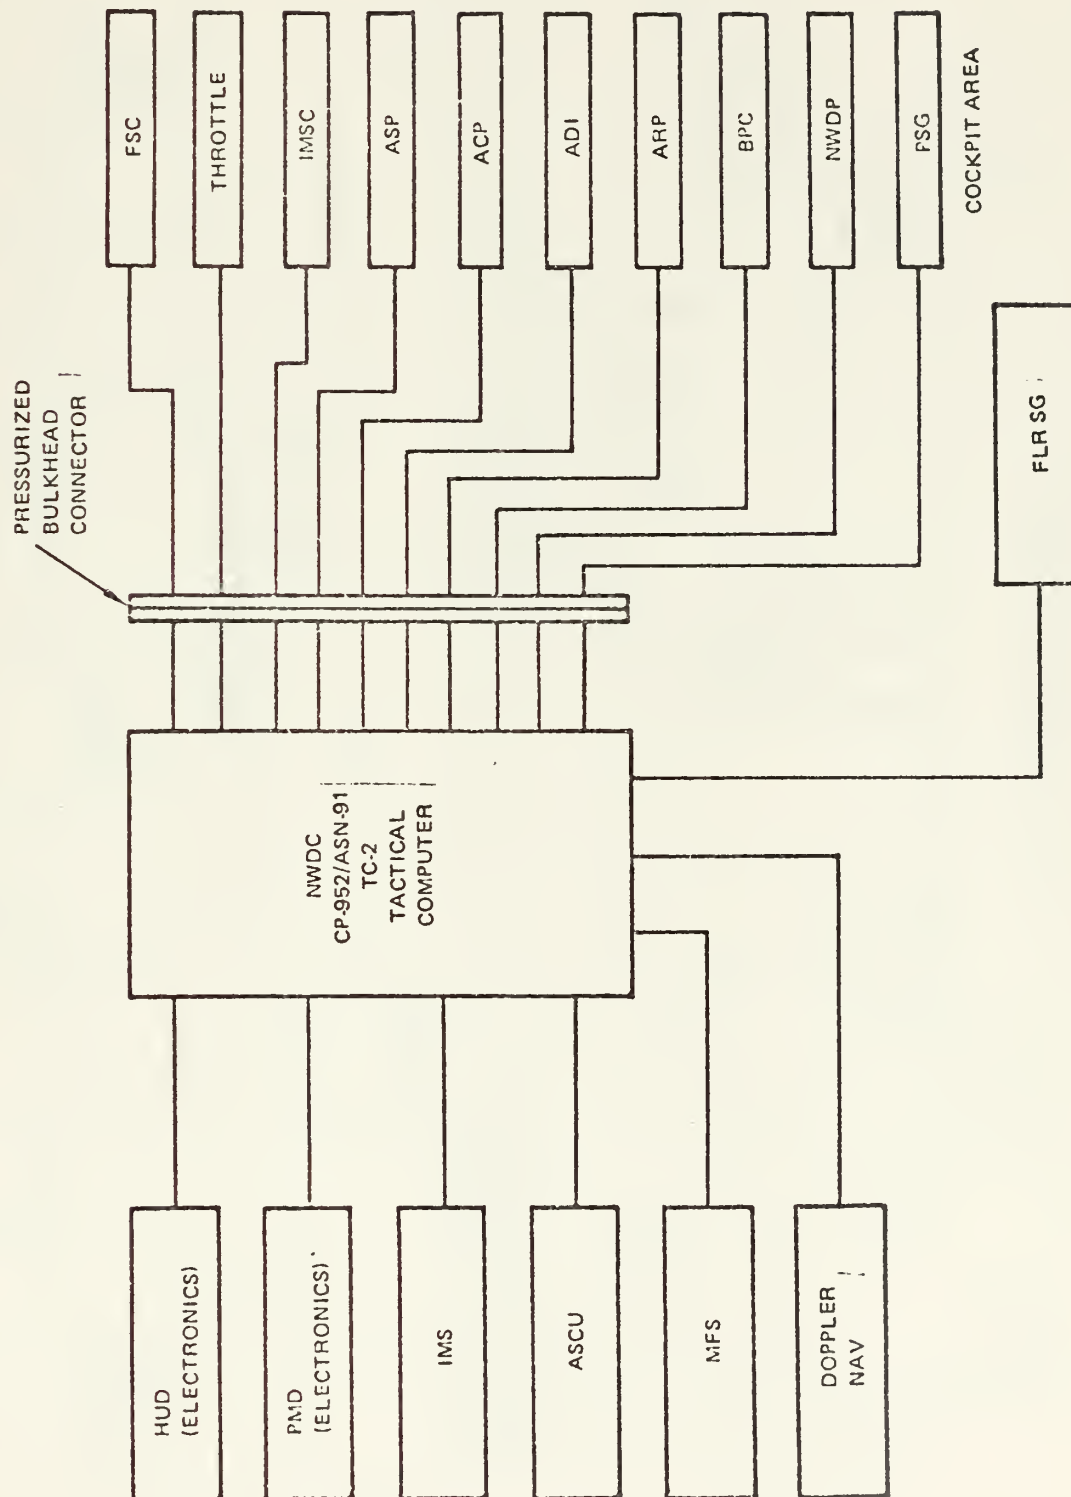 PRESSURIZED
BULKHEAD
CONNECTOR
HUD
(ELECTRONICS)
PMD
(ELECTRONICS)
IMS
ASCU
MFS
DOPPLER
NAV
NWDC
CP-952/ASN-91
TC-2
TACTICAL
COMPUTER
FSC
THROTTLE
IMSC
ASP
ACP
ADI
ARP
BPC
NWDP
PSG
COCKPIT AREA
FLR SG